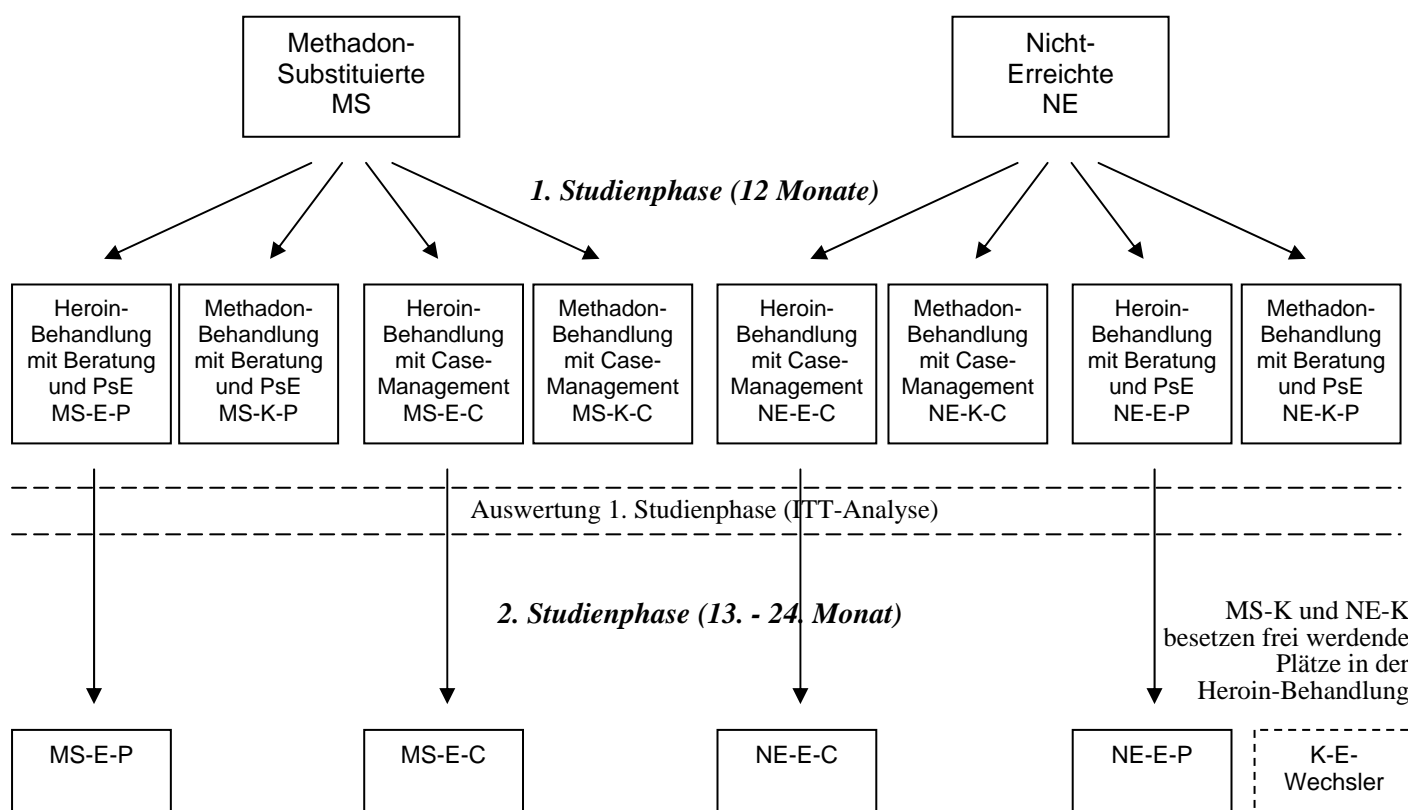 Methadon-
Substituierte
MS
Nicht-
Erreichte
NE
1. Studienphase (12 Monate)
Heroin-
Behandlung
mit Beratung
und PsE
MS-E-P
Methadon-
Behandlung
mit Beratung
und PsE
MS-K-P
Heroin-
Behandlung
mit Case-
Management
MS-E-C
Methadon-
Behandlung
mit Case-
Management
MS-K-C
Heroin-
Behandlung
mit Case-
Management
NE-E-C
Methadon-
Behandlung
mit Case-
Management
NE-K-C
Heroin-
Behandlung
mit Beratung
und PsE
NE-E-P
Methadon-
Behandlung
mit Beratung
und PsE
NE-K-P
Auswertung 1. Studienphase (ITT-Analyse)
2. Studienphase (13. - 24. Monat)
MS-K und NE-K
besetzen frei werdende
Plätze in der
Heroin-Behandlung
MS-E-P
MS-E-C
NE-E-C
NE-E-P
K-E-
Wechsler